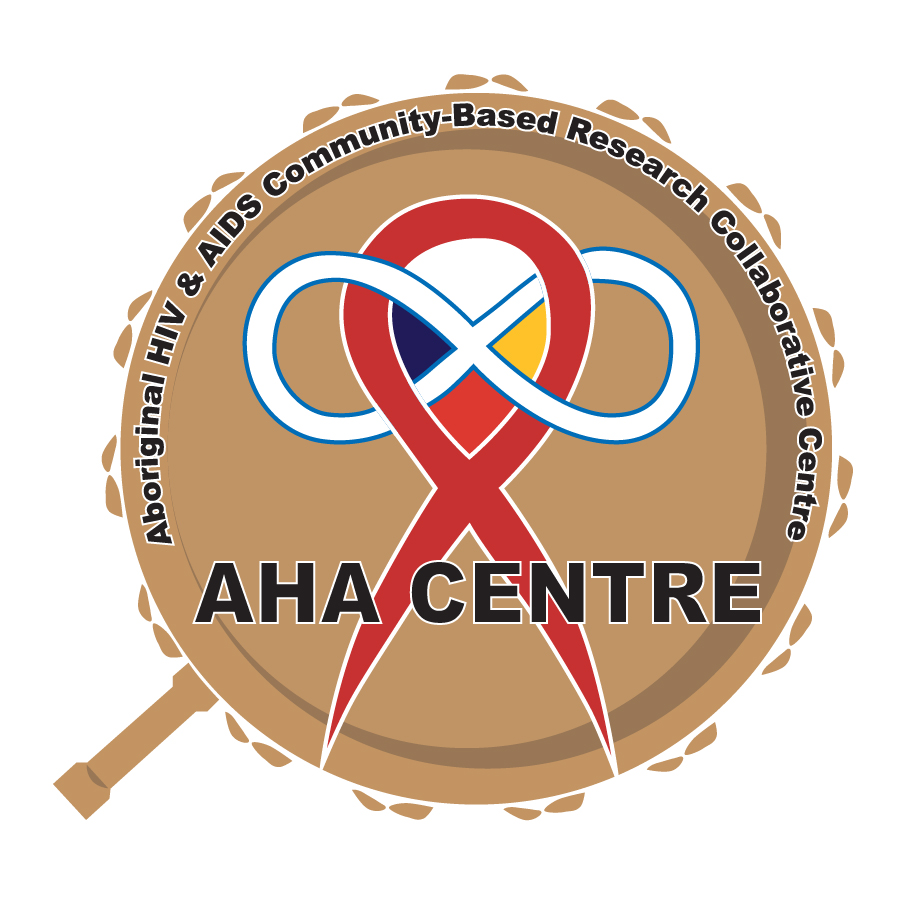 Aboriginal HIV & AIDS Community-Based Research Collaborative Centre
AHA CENTRE